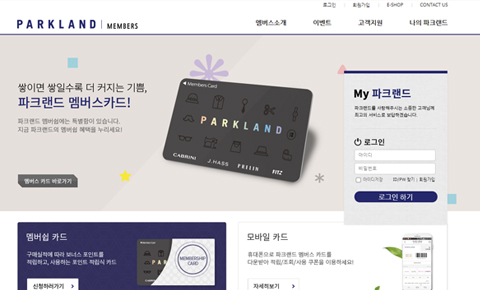 로그인 회원가입 E-SHOP CONTACT US
PARKLAND | MEMBERS
멤버스소개 이벤트 고객지원 나의 파크랜드
쌓이면 쌓일수록 더 커지는 기쁨,
파크랜드 멤버스카드!
파크랜드 멤버쉽에는 특별함이 있습니다.
지금 파크랜드의 멤버쉽 혜택을 누리세요!
멤버스 카드 바로가기
Members Card
PARKLAND
CABRINI J.HASS PRELIN FITZ
My 파크랜드
파크랜드를 사랑해주시는 소중한 고객님께
최고의 서비스로 보답하겠습니다.
로그인
아이디
비밀번호
아이디저장 ID/PW 찾기 | 회원가입
로그인 하기
멤버쉽 카드
구매실적에 따라 보너스 포인트를
적립하고, 사용하는 포인트 적립식 카드
신청하러가기
MEMBERSHIP
CARD
모바일 카드
휴대폰으로 파크랜드 멤버스 카드를
다운받아 적립/조회/사용 쿠폰을 이용하세요!
자세히보기